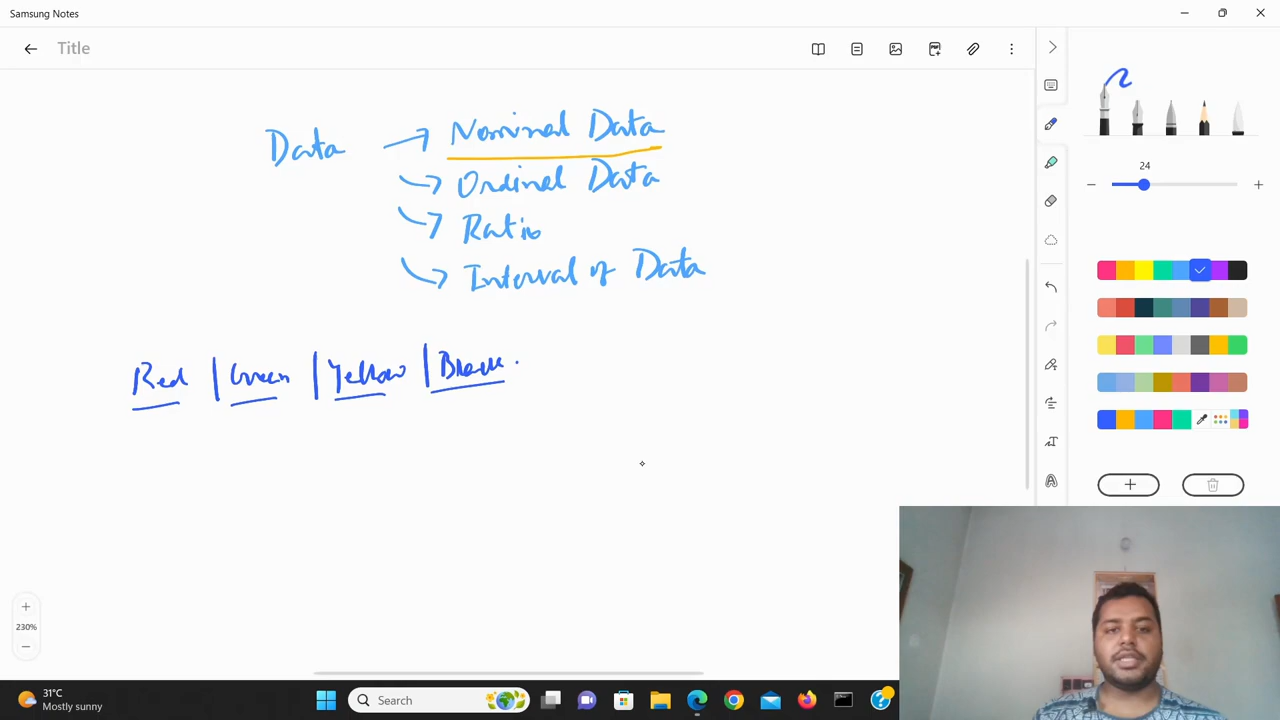 Samsung Notes
Title
Data
Nominal Data
Ordinal Data
Ratio
Interval of Data
Red | Green | Yellow |
24
230%
31°C
Mostly sunny
Search